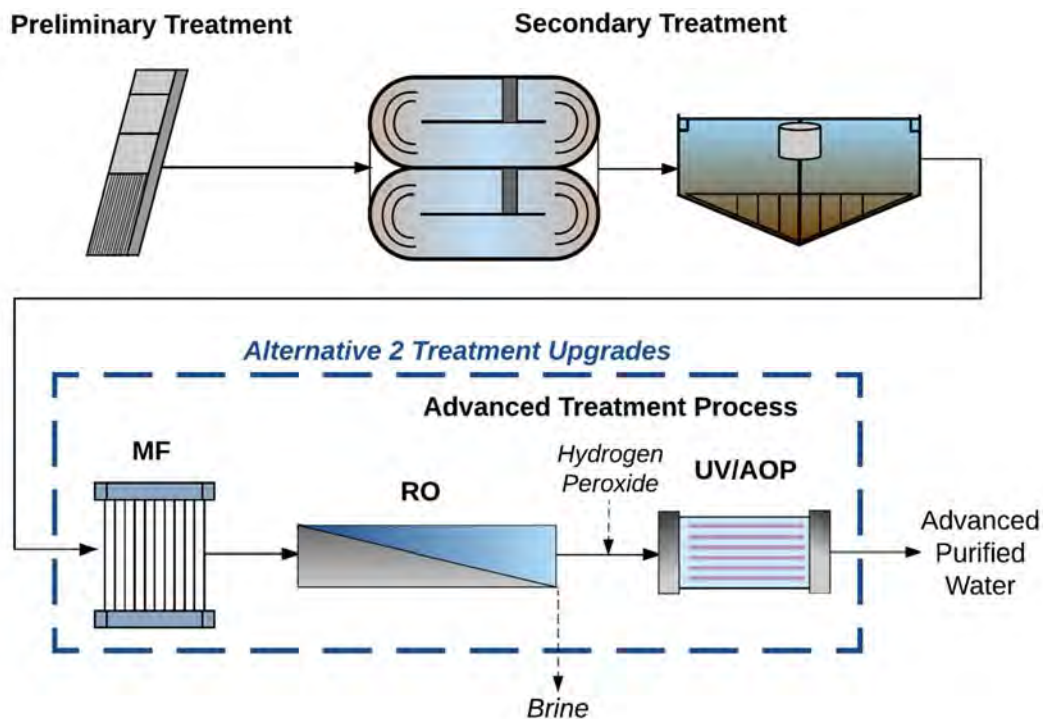 Preliminary Treatment
Secondary Treatment
Alternative 2 Treatment Upgrades
Advanced Treatment Process
MF
RO
Hydrogen
Peroxide
UV/AOP
Advanced
Purified
Water
Brine